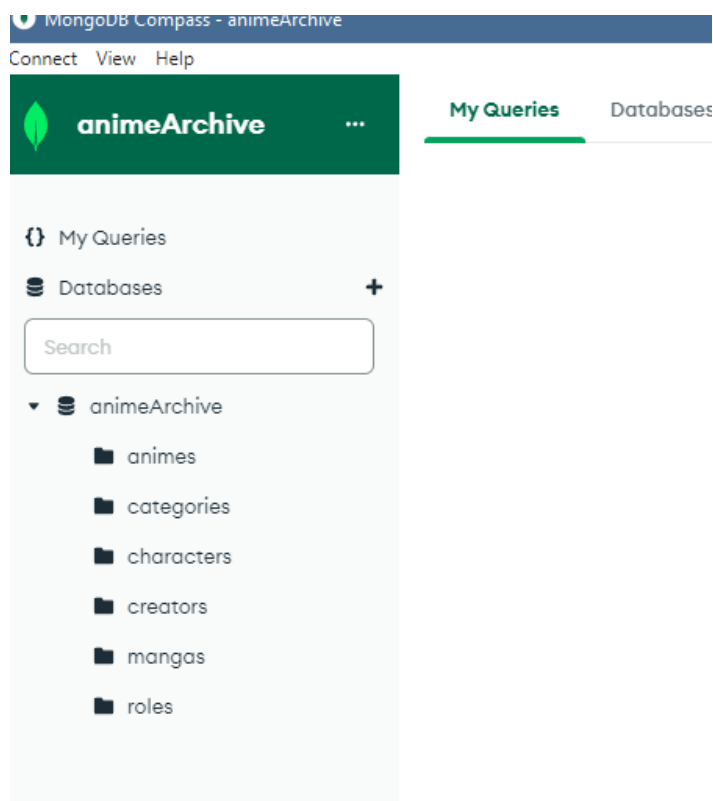 MongoDB Compass - animeArchive
Connect View Help
animeArchive ...
My Queries Databases
{} My Queries
Databases +
Search
animeArchive
animes
categories
characters
creators
mangas
roles